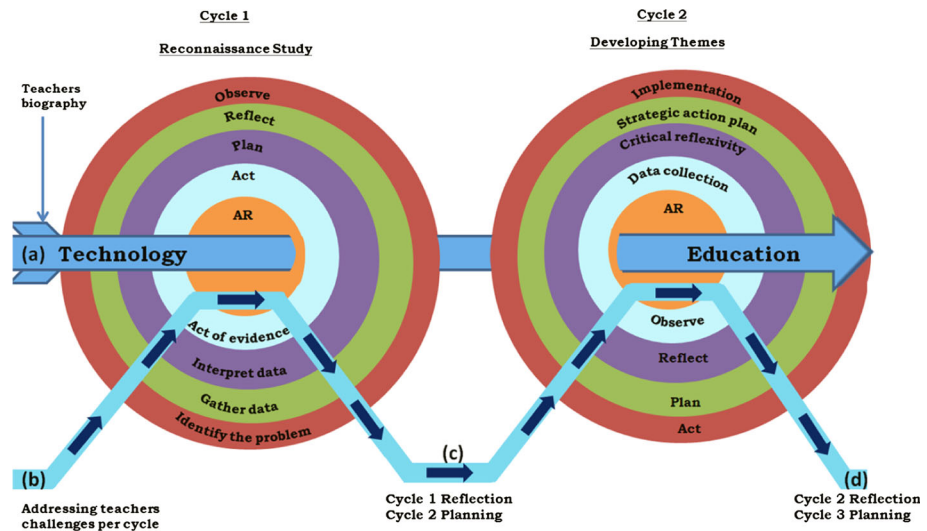 Cycle 1
Reconnaissance Study
Cycle 2
Developing Themes
Teachers
biography
Observe
Reflect
Plan
Act
AR
(a) Technology
Act of evidence
Interpret data
Gather data
Identify the problem
Implementation
Strategic action plan
Critical reflexivity
Data collection
AR
Education
Observe
Reflect
Plan
Act
(b)
Addressing teachers
challenges per cycle
(c)
Cycle 1 Reflection
Cycle 2 Planning
(d)
Cycle 2 Reflection
Cycle 3 Planning